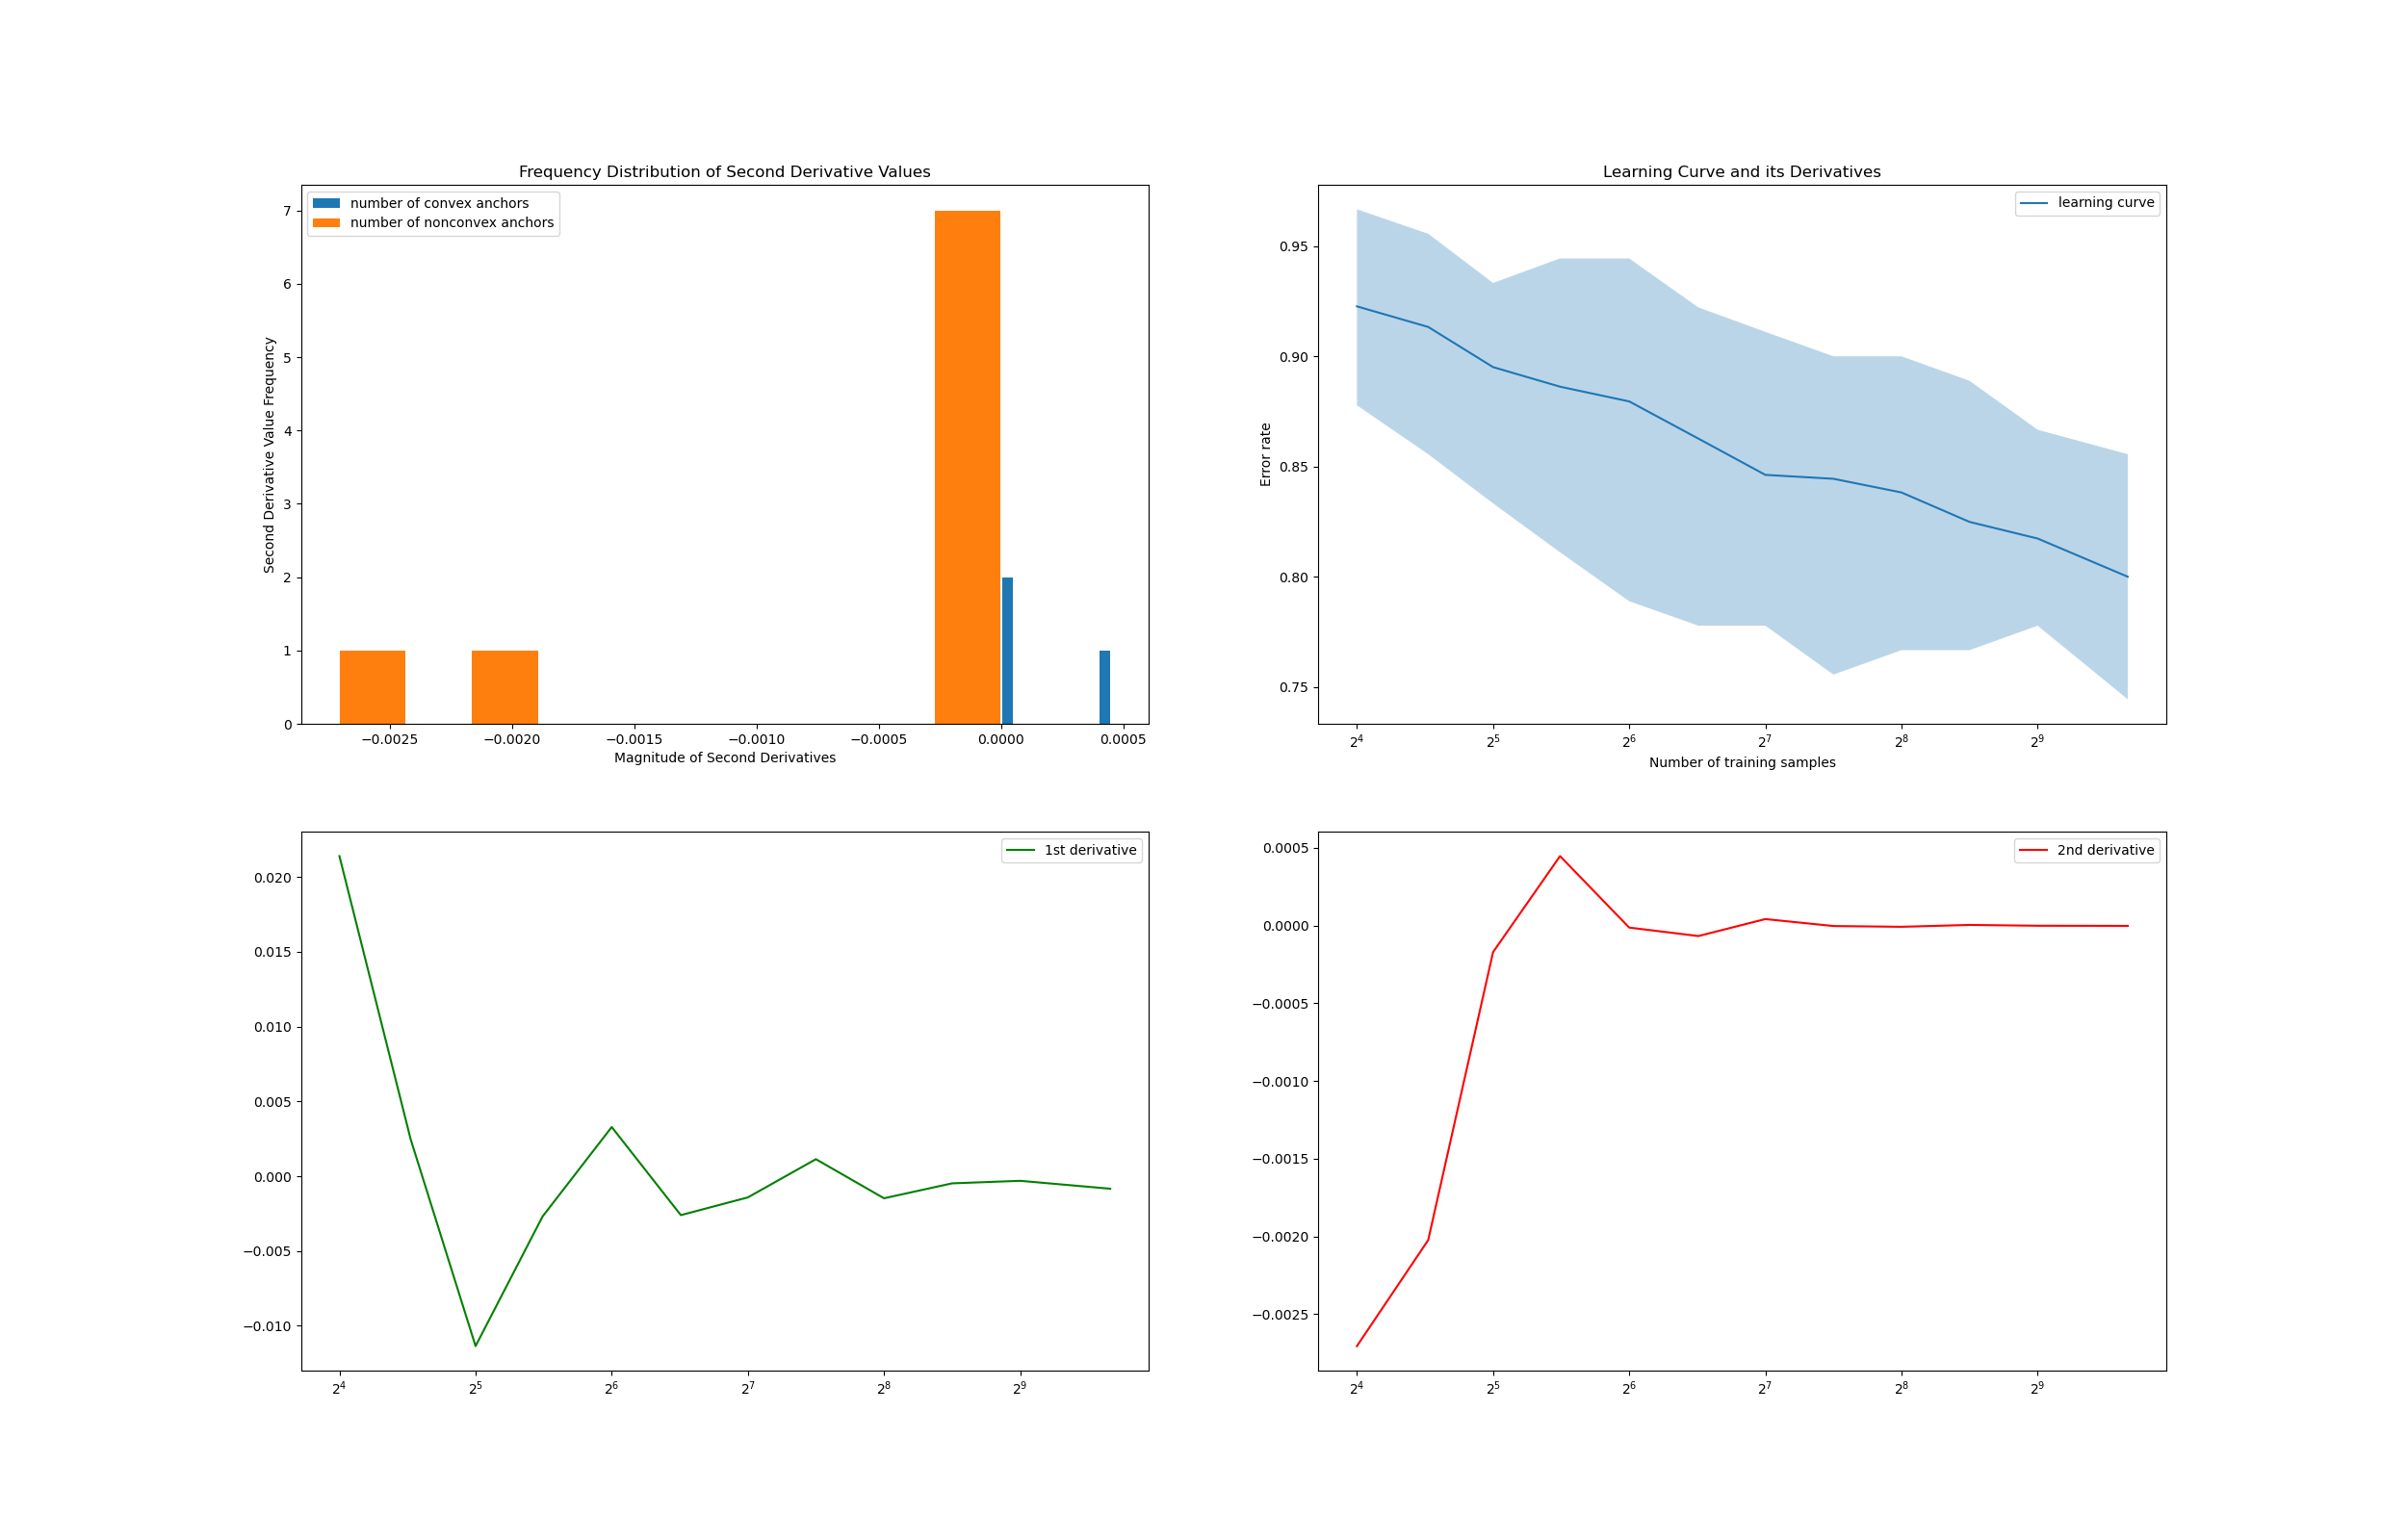 Frequency Distribution of Second Derivative Values
number of convex anchors
number of nonconvex anchors
7
6
5
4
3
2
1
0
Second Derivative Value Frequency
−0.0025 −0.0020 −0.0015 −0.0010 −0.0005 0.0000 0.0005
Magnitude of Second Derivatives
Learning Curve and its Derivatives
learning curve
0.95
0.90
0.85
0.80
0.75
Error rate
2⁴ 2⁵ 2⁶ 2⁷ 2⁸ 2⁹
Number of training samples
1st derivative
0.020
0.015
0.010
0.005
0.000
−0.005
−0.010
2⁴ 2⁵ 2⁶ 2⁷ 2⁸ 2⁹
2nd derivative
0.0005
0.0000
−0.0005
−0.0010
−0.0015
−0.0020
−0.0025
2⁴ 2⁵ 2⁶ 2⁷ 2⁸ 2⁹